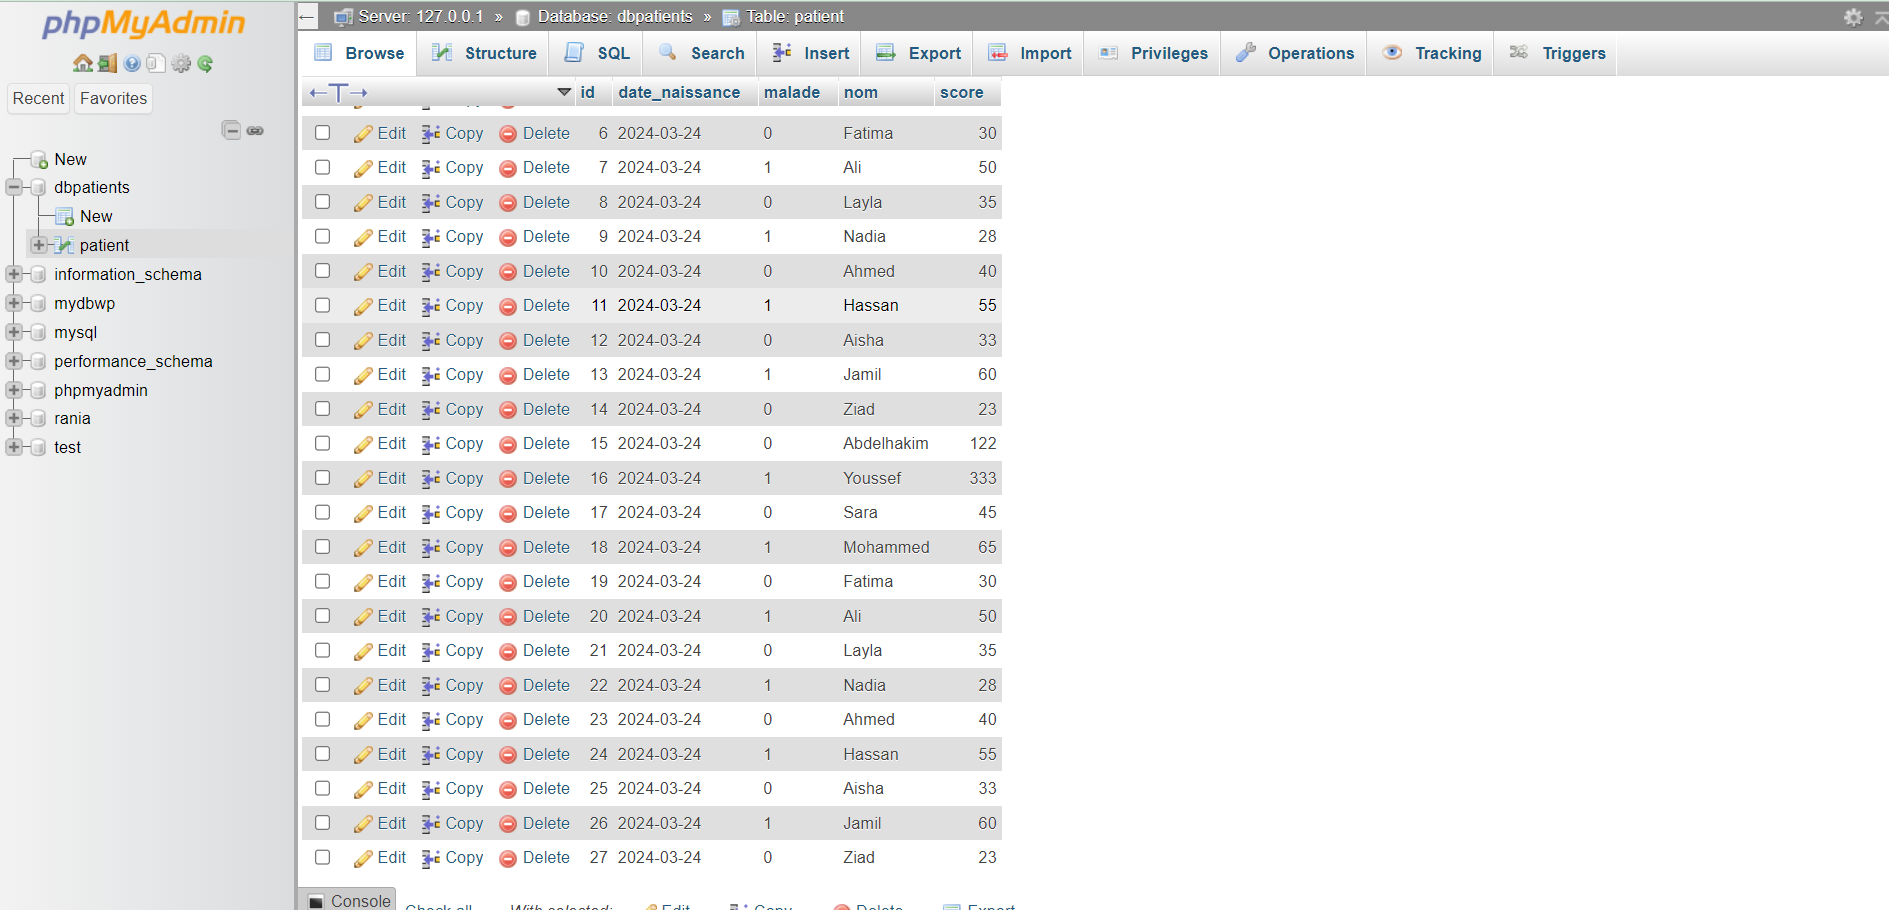 phpMyAdmin
Recent Favorites
New
dbpatients
New
patient
information_schema
mydbwp
mysql
performance_schema
phpmyadmin
rania
test
Server: 127.0.0.1 » Database: dbpatients » Table: patient
Browse Structure SQL Search Insert Export Import Privileges Operations Tracking Triggers
←T→ id date_naissance malade nom score
Edit Copy Delete 6 2024-03-24 0 Fatima 30
Edit Copy Delete 7 2024-03-24 1 Ali 50
Edit Copy Delete 8 2024-03-24 0 Layla 35
Edit Copy Delete 9 2024-03-24 1 Nadia 28
Edit Copy Delete 10 2024-03-24 0 Ahmed 40
Edit Copy Delete 11 2024-03-24 1 Hassan 55
Edit Copy Delete 12 2024-03-24 0 Aisha 33
Edit Copy Delete 13 2024-03-24 1 Jamil 60
Edit Copy Delete 14 2024-03-24 0 Ziad 23
Edit Copy Delete 15 2024-03-24 0 Abdelhakim 122
Edit Copy Delete 16 2024-03-24 1 Youssef 333
Edit Copy Delete 17 2024-03-24 0 Sara 45
Edit Copy Delete 18 2024-03-24 1 Mohammed 65
Edit Copy Delete 19 2024-03-24 0 Fatima 30
Edit Copy Delete 20 2024-03-24 1 Ali 50
Edit Copy Delete 21 2024-03-24 0 Layla 35
Edit Copy Delete 22 2024-03-24 1 Nadia 28
Edit Copy Delete 23 2024-03-24 0 Ahmed 40
Edit Copy Delete 24 2024-03-24 1 Hassan 55
Edit Copy Delete 25 2024-03-24 0 Aisha 33
Edit Copy Delete 26 2024-03-24 1 Jamil 60
Edit Copy Delete 27 2024-03-24 0 Ziad 23
Console Check all With selected: Edit Copy Delete Export